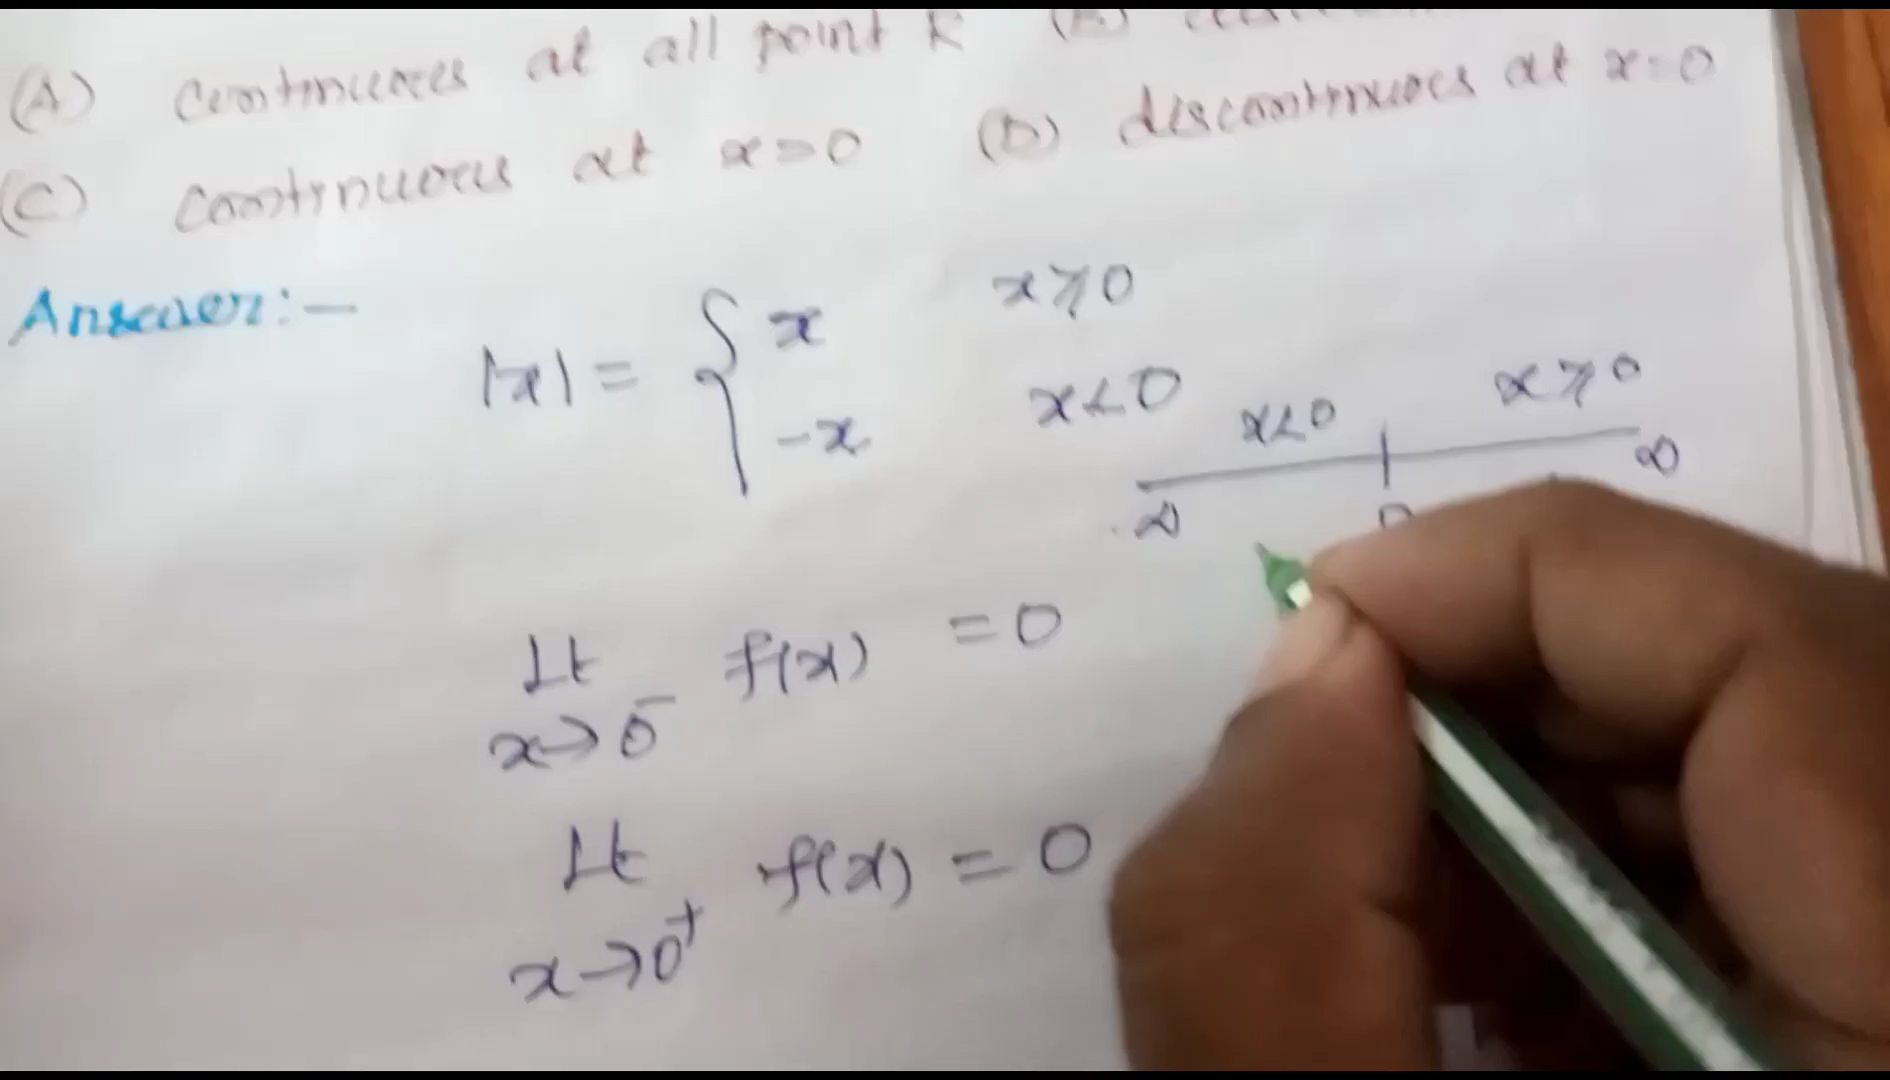 (A) continuous at all point R (B)
(C) continuous at x=0 (D) discontinuous at x=0
Answer:-
|x| = { x x⩾0
-x x<0
x<0 x⩾0
-∞ 0 ∞
Lt f(x) = 0
x→0⁻
Lt f(x) = 0
x→0⁺